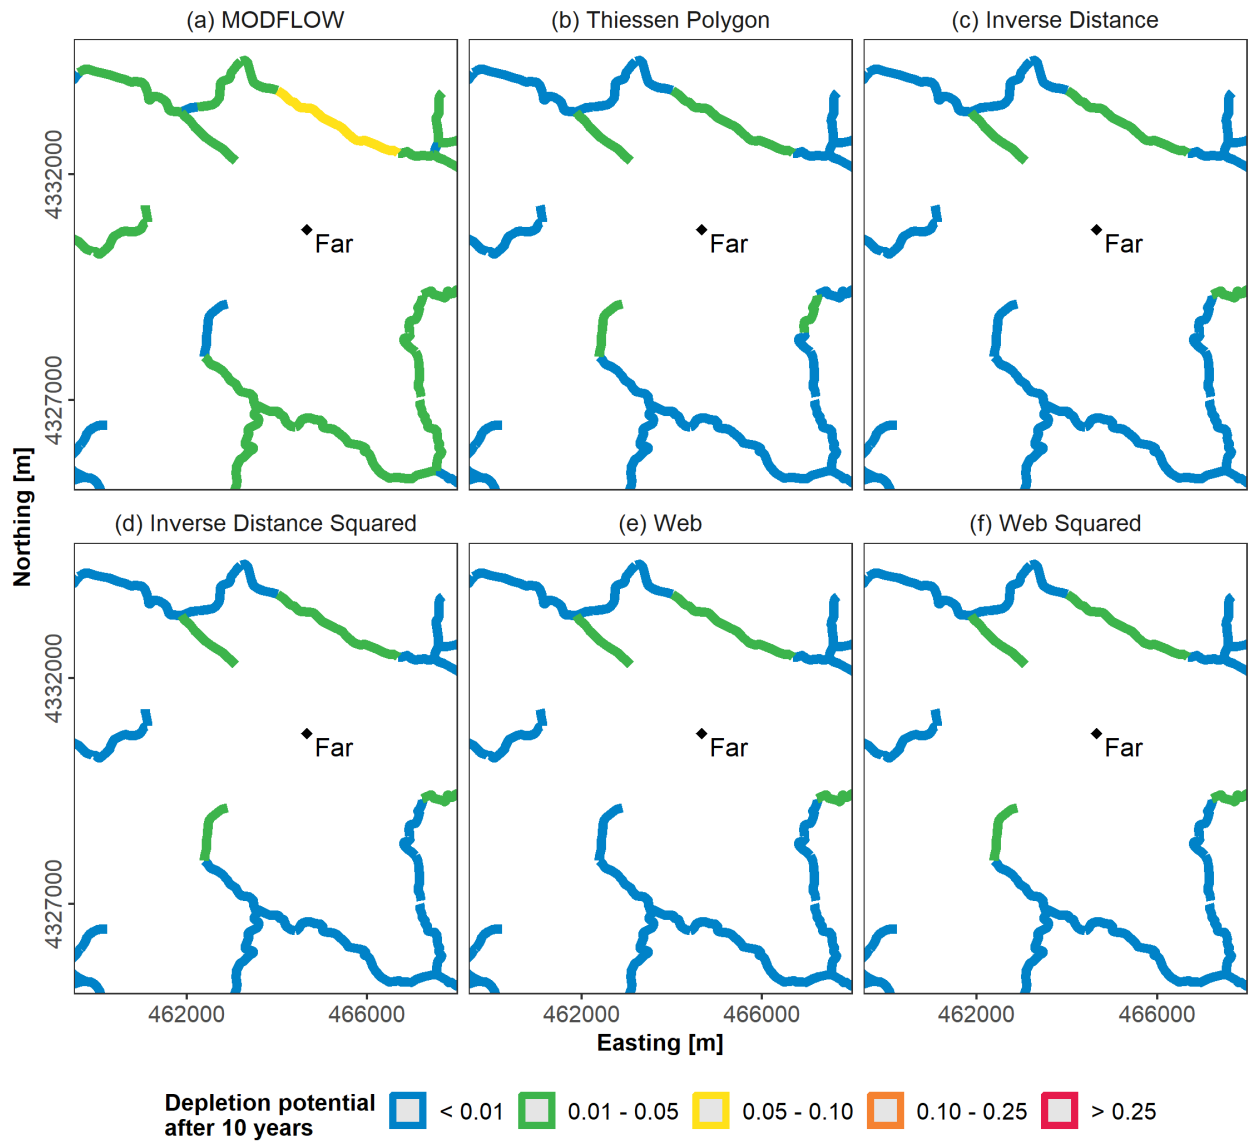 (a) MODFLOW
(b) Thiessen Polygon
(c) Inverse Distance
4332000
4327000
Far
Far
Far
Northing [m]
(d) Inverse Distance Squared
(e) Web
(f) Web Squared
4332000
4327000
Far
Far
Far
462000
466000
462000
466000
462000
466000
Easting [m]
Depletion potential
after 10 years
< 0.01
0.01 - 0.05
0.05 - 0.10
0.10 - 0.25
> 0.25